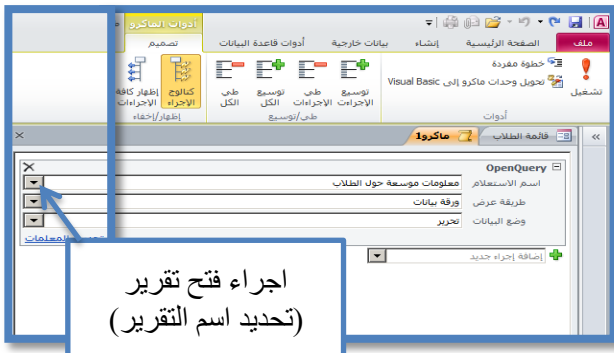 أدوات الماكرو
ملف
الصفحة الرئيسية
إنشاء
بيانات خارجية
أدوات قاعدة البيانات
تصميم
تشغيل
خطوة مفردة
تحويل وحدات ماكرو إلى Visual Basic
أدوات
توسيع الإجراءات
طي الإجراءات
توسيع الكل
طي الكل
طي/توسيع
كتالوج الإجراء
إظهار كافة الإجراءات
إظهار/إخفاء
قائمة الطلاب
ماكرو1
OpenQuery
اسم الاستعلام معلومات موسعة حول الطلاب
طريقة عرض ورقة بيانات
وضع البيانات تحرير
إضافة إجراء جديد
اجراء فتح تقرير
(تحديد اسم التقرير)